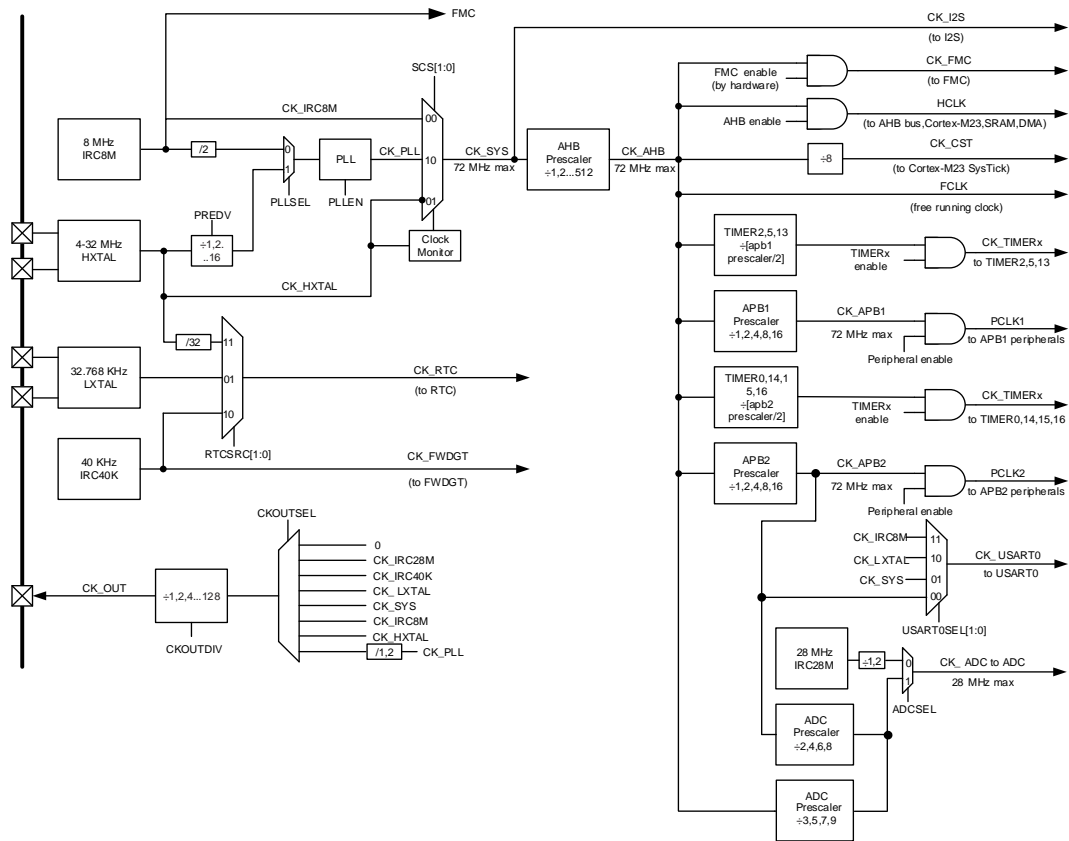 FMC
CK_I2S
(to I2S)
SCS[1:0]
CK_FMC
(to FMC)
FMC enable
(by hardware)
CK_IRC8M
00
HCLK
(to AHB bus,Cortex-M23,SRAM,DMA)
AHB enable
8 MHz
IRC8M
/2
0
1
PLL
CK_PLL
10
CK_SYS
72 MHz max
AHB
Prescaler
÷1,2...512
CK_AHB
72 MHz max
÷8
CK_CST
(to Cortex-M23 SysTick)
PLLSEL
PLLEN
01
FCLK
(free running clock)
PREDV
4-32 MHz
HXTAL
÷1,2.
..16
Clock
Monitor
TIMER2,5,13
÷[apb1
prescaler/2]
TIMERx
enable
CK_TIMERx
to TIMER2,5,13
CK_HXTAL
/32
11
APB1
Prescaler
÷1,2,4,8,16
CK_APB1
72 MHz max
Peripheral enable
PCLK1
to APB1 peripherals
32.768 KHz
LXTAL
01
CK_RTC
(to RTC)
TIMER0,14,1
5,16
÷[apb2
prescaler/2]
TIMERx
enable
CK_TIMERx
to TIMER0,14,15,16
10
RTCSRC[1:0]
40 KHz
IRC40K
CK_FWDGT
(to FWDGT)
APB2
Prescaler
÷1,2,4,8,16
CK_APB2
72 MHz max
Peripheral enable
PCLK2
to APB2 peripherals
CKOUTSEL
0
CK_IRC28M
CK_IRC40K
CK_LXTAL
CK_SYS
CK_IRC8M
CK_HXTAL
/1,2
CK_PLL
CK_OUT
÷1,2,4...128
CKOUTDIV
CK_IRC8M
11
CK_LXTAL
10
CK_SYS
01
00
CK_USART0
to USART0
USART0SEL[1:0]
28 MHz
IRC28M
÷1,2
0
1
CK_ ADC to ADC
28 MHz max
ADCSEL
ADC
Prescaler
÷2,4,6,8
ADC
Prescaler
÷3,5,7,9